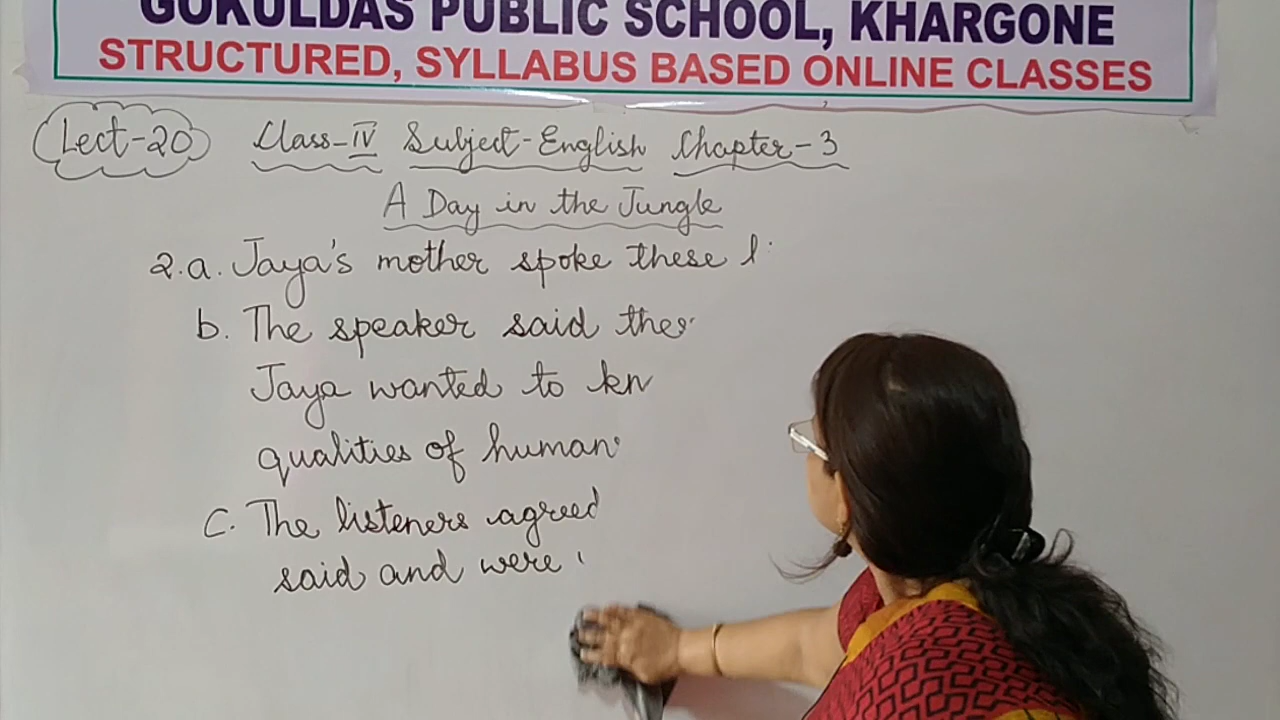 GOKULDAS PUBLIC SCHOOL, KHARGONE
STRUCTURED, SYLLABUS BASED ONLINE CLASSES
Lect-20 Class-IV Subject-English Chapter-3
A Day in the Jungle
2.a. Jaya's mother spoke these
b. The speaker said
Jaya wanted to
qualities of human
c. The listeners agreed
said and were